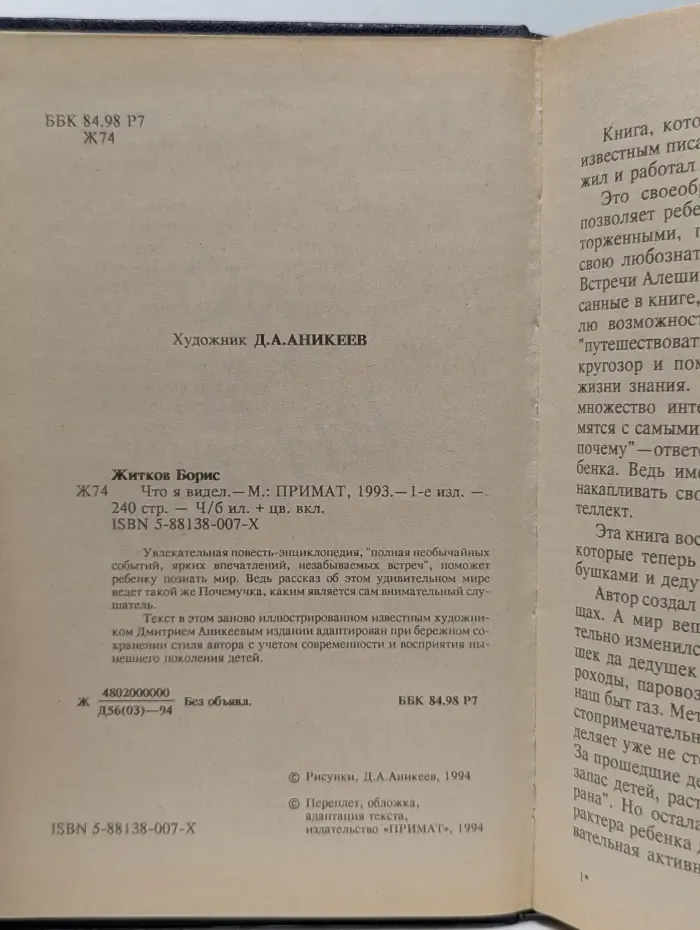 ББК 84.98 Р7
Ж74
Художник Д.А.АНИКЕЕВ
Житков Борис
Ж74 Что я видел.— М.: ПРИМАТ, 1993.— 1-е изд. —
240 стр. — Ч/б ил. + цв. вкл.
ISBN 5-88138-007-X
Увлекательная повесть-энциклопедия, "полная необычайных
событий, ярких впечатлений, незабываемых встреч", поможет
ребенку познать мир. Ведь рассказ об этом удивительном мире
ведет такой же Почемучка, каким является сам внимательный слу-
шатель.
Текст в этом заново иллюстрированном известным художни-
ком Дмитрием Аникеевым издании адаптирован при бережном со-
хранении стиля автора с учетом современности и восприятия ны-
нешнего поколения детей.
Ж 4802000000
Д56(03)—94 Без объявл. ББК 84.98 Р7
© Рисунки, Д.А.Аникеев, 1994
© Переплет, обложка,
адаптация текста,
издательство «ПРИМАТ», 1994
ISBN 5-88138-007-X
Книга, кото
известным писа
жил и работал
Это своеобр
позволяет ребе
торженными, п
свою любознат
Встречи Алеши
санные в книге,
лю возможност
"путешествоват
кругозор и пом
жизни знания.
множество инте
мятся с самыми
почему"—ответ
бенка. Ведь име
накапливать сво
теллект.
Эта книга вос
которые теперь
бушками и деду
Автор создал
щах. А мир вещ
тельно изменилс
шек да дедушек
роходы, паровоз
наш быт газ. Мет
стопримечательн
деляет уже не сто
За прошедшие де
запас детей, раст
рана". Но остала
рактера ребенка
вательная активн
1*